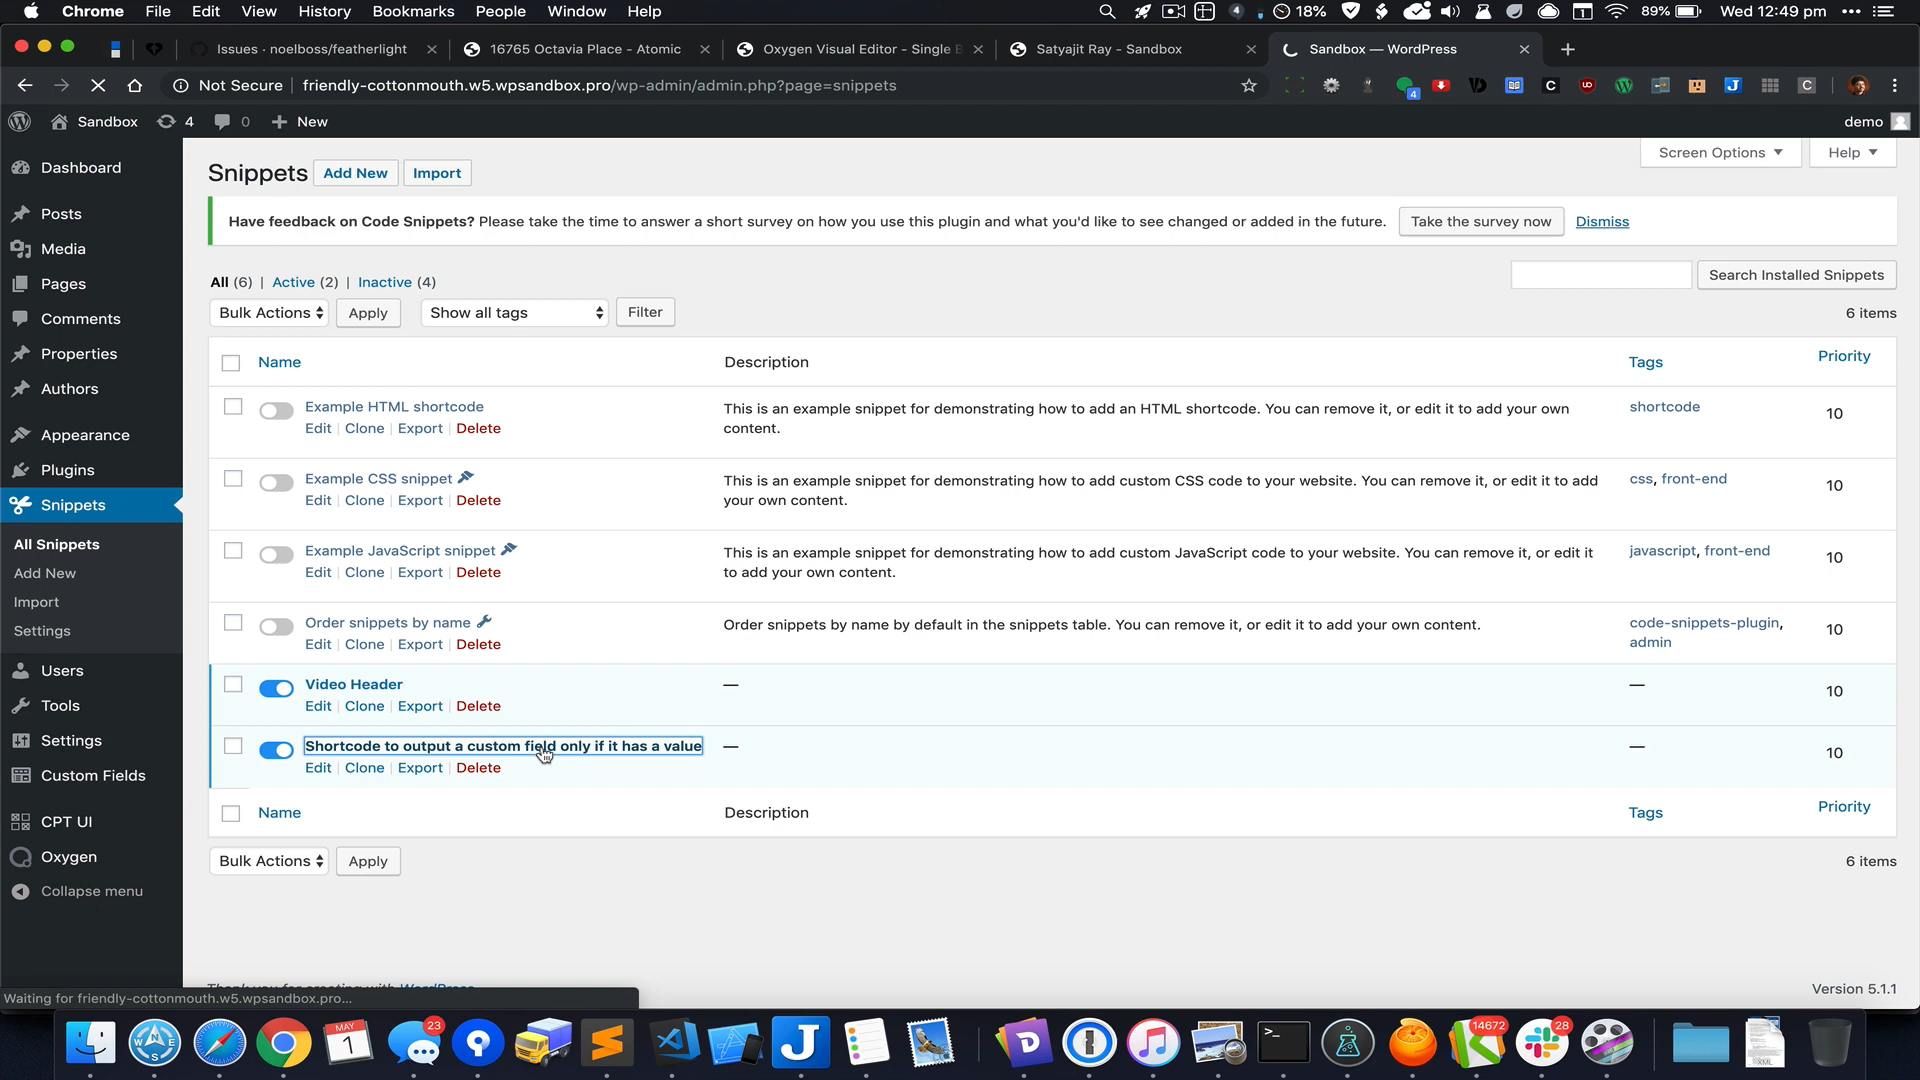 Chrome File Edit View History Bookmarks People Window Help
4 18% 1 89% Wed 12:49 pm
Issues · noelboss/featherlight
16765 Octavia Place - Atomic
Oxygen Visual Editor - Single B
Satyajit Ray - Sandbox
Sandbox — WordPress
Not Secure friendly-cottonmouth.w5.wpsandbox.pro/wp-admin/admin.php?page=snippets
4
Sandbox 4 0 New demo
Dashboard
Posts
Media
Pages
Comments
Properties
Authors
Appearance
Plugins
Snippets
All Snippets
Add New
Import
Settings
Users
Tools
Settings
Custom Fields
CPT UI
Oxygen
Collapse menu
Screen Options Help
Snippets Add New Import
Have feedback on Code Snippets? Please take the time to answer a short survey on how you use this plugin and what you'd like to see changed or added in the future. Take the survey now Dismiss
All (6) | Active (2) | Inactive (4)
Search Installed Snippets
Bulk Actions Apply Show all tags Filter 6 items
Name Description Tags Priority
Example HTML shortcode
Edit | Clone | Export | Delete
This is an example snippet for demonstrating how to add an HTML shortcode. You can remove it, or edit it to add your own
content.
shortcode
10
Example CSS snippet
Edit | Clone | Export | Delete
This is an example snippet for demonstrating how to add custom CSS code to your website. You can remove it, or edit it to add
your own content.
css, front-end
10
Example JavaScript snippet
Edit | Clone | Export | Delete
This is an example snippet for demonstrating how to add custom JavaScript code to your website. You can remove it, or edit it
to add your own content.
javascript, front-end
10
Order snippets by name
Edit | Clone | Export | Delete
Order snippets by name by default in the snippets table. You can remove it, or edit it to add your own content.
code-snippets-plugin,
admin
10
Video Header
Edit | Clone | Export | Delete
—
—
10
Shortcode to output a custom field only if it has a value
Edit | Clone | Export | Delete
—
—
10
Name Description Tags Priority
Bulk Actions Apply 6 items
Thank you for creating with WordPress
Version 5.1.1
Waiting for friendly-cottonmouth.w5.wpsandbox.pro...
MAY
1
23
14672
28